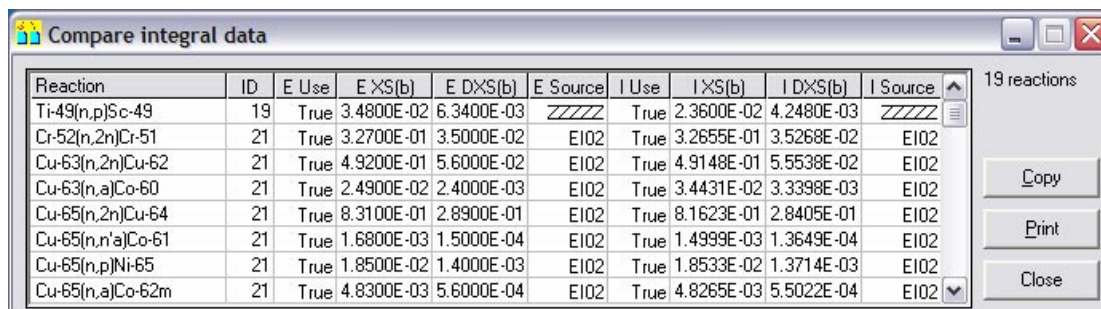 Compare integral data
Reaction ID E Use E XS(b) E DXS(b) E Source I Use I XS(b) I DXS(b) I Source
19 reactions
Ti-49(n,p)Sc-49 19 True 3.4800E-02 6.3400E-03 ZZZZZ True 2.3600E-02 4.2480E-03 ZZZZZ
Cr-52(n,2n)Cr-51 21 True 3.2700E-01 3.5000E-02 EI02 True 3.2655E-01 3.5268E-02 EI02
Cu-63(n,2n)Cu-62 21 True 4.9200E-01 5.6000E-02 EI02 True 4.9148E-01 5.5538E-02 EI02
Cu-63(n,a)Co-60 21 True 2.4900E-02 2.4000E-03 EI02 True 3.4431E-02 3.3398E-03 EI02
Cu-65(n,2n)Cu-64 21 True 8.3100E-01 2.8900E-01 EI02 True 8.1623E-01 2.8405E-01 EI02
Cu-65(n,n'a)Co-61 21 True 1.6800E-03 1.5000E-04 EI02 True 1.4999E-03 1.3649E-04 EI02
Cu-65(n,p)Ni-65 21 True 1.8500E-02 1.4000E-03 EI02 True 1.8533E-02 1.3714E-03 EI02
Cu-65(n,a)Co-62m 21 True 4.8300E-03 5.6000E-04 EI02 True 4.8265E-03 5.5022E-04 EI02
Copy
Print
Close